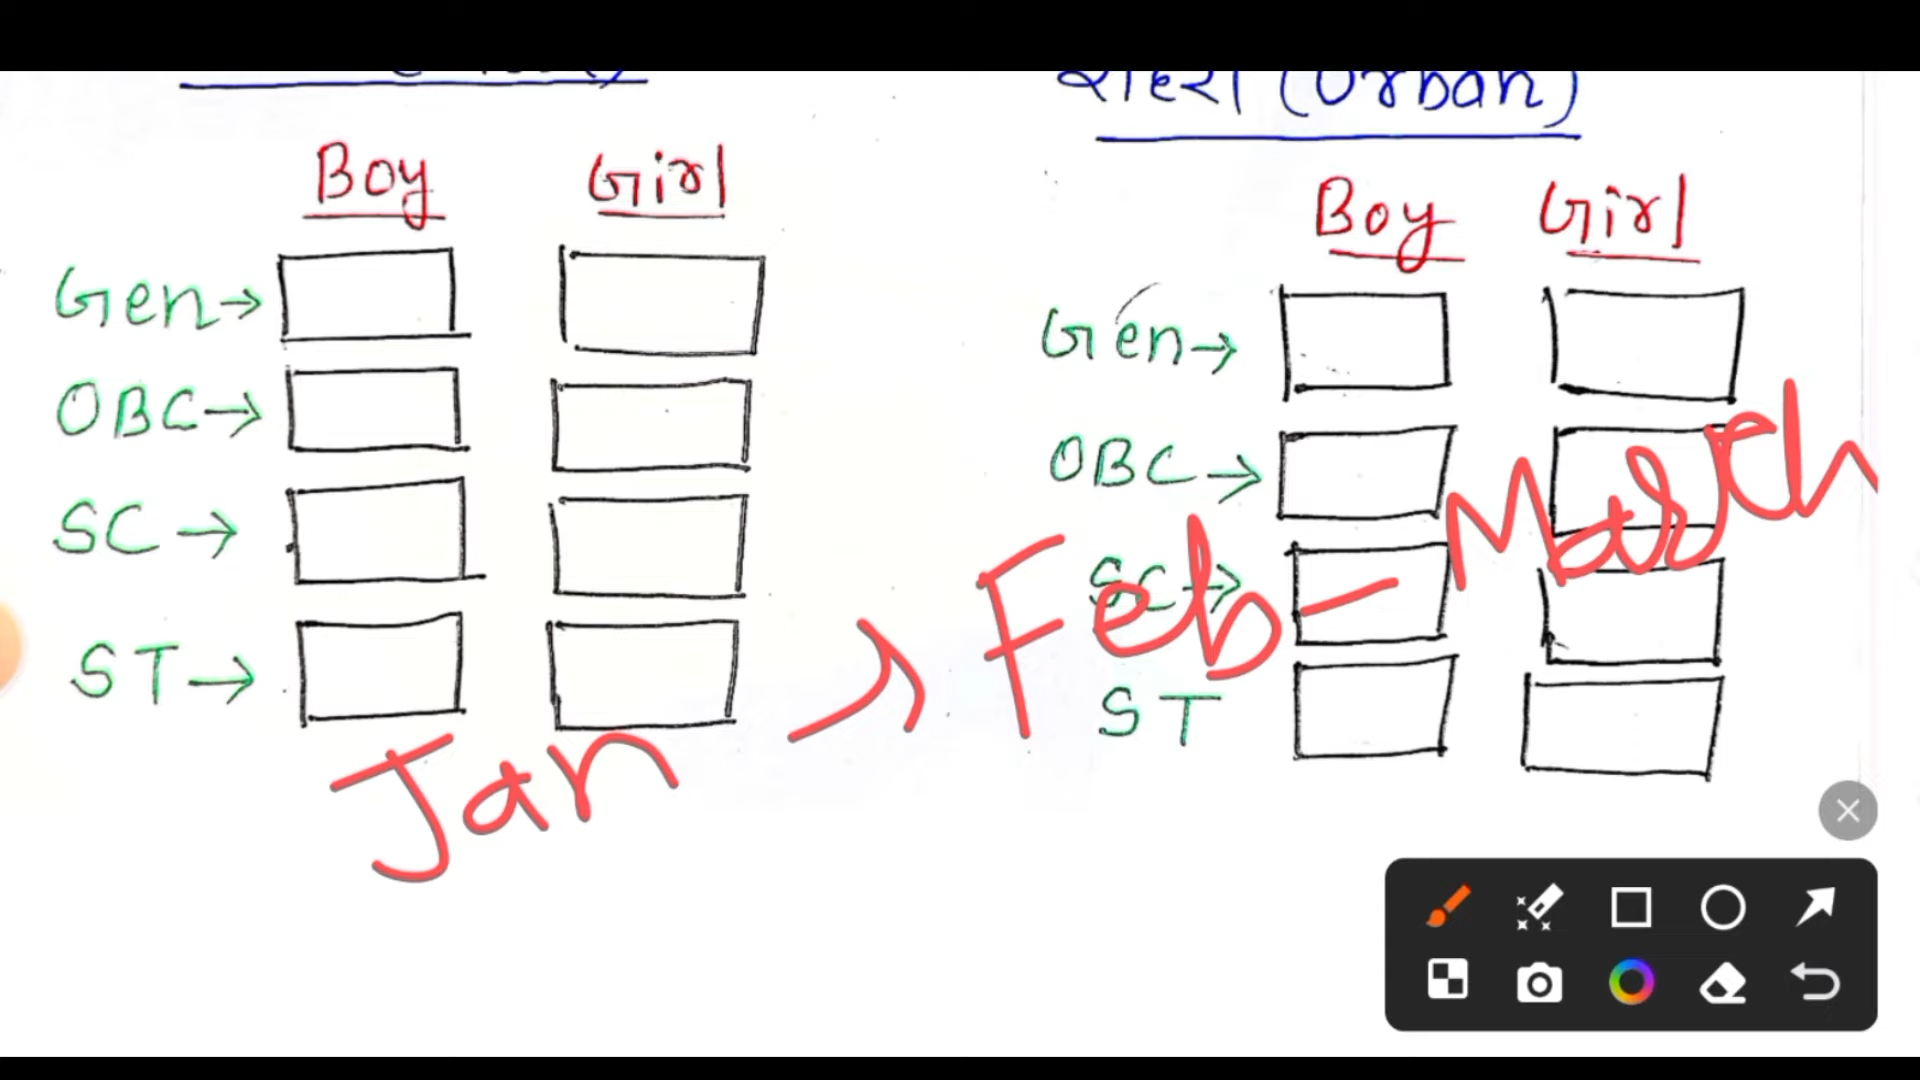 शहरी (Urban)
Boy Girl
Gen→
OBC→
SC→
ST→
Boy Girl
Gen→
OBC→
SC→
ST
Jan → Feb - March